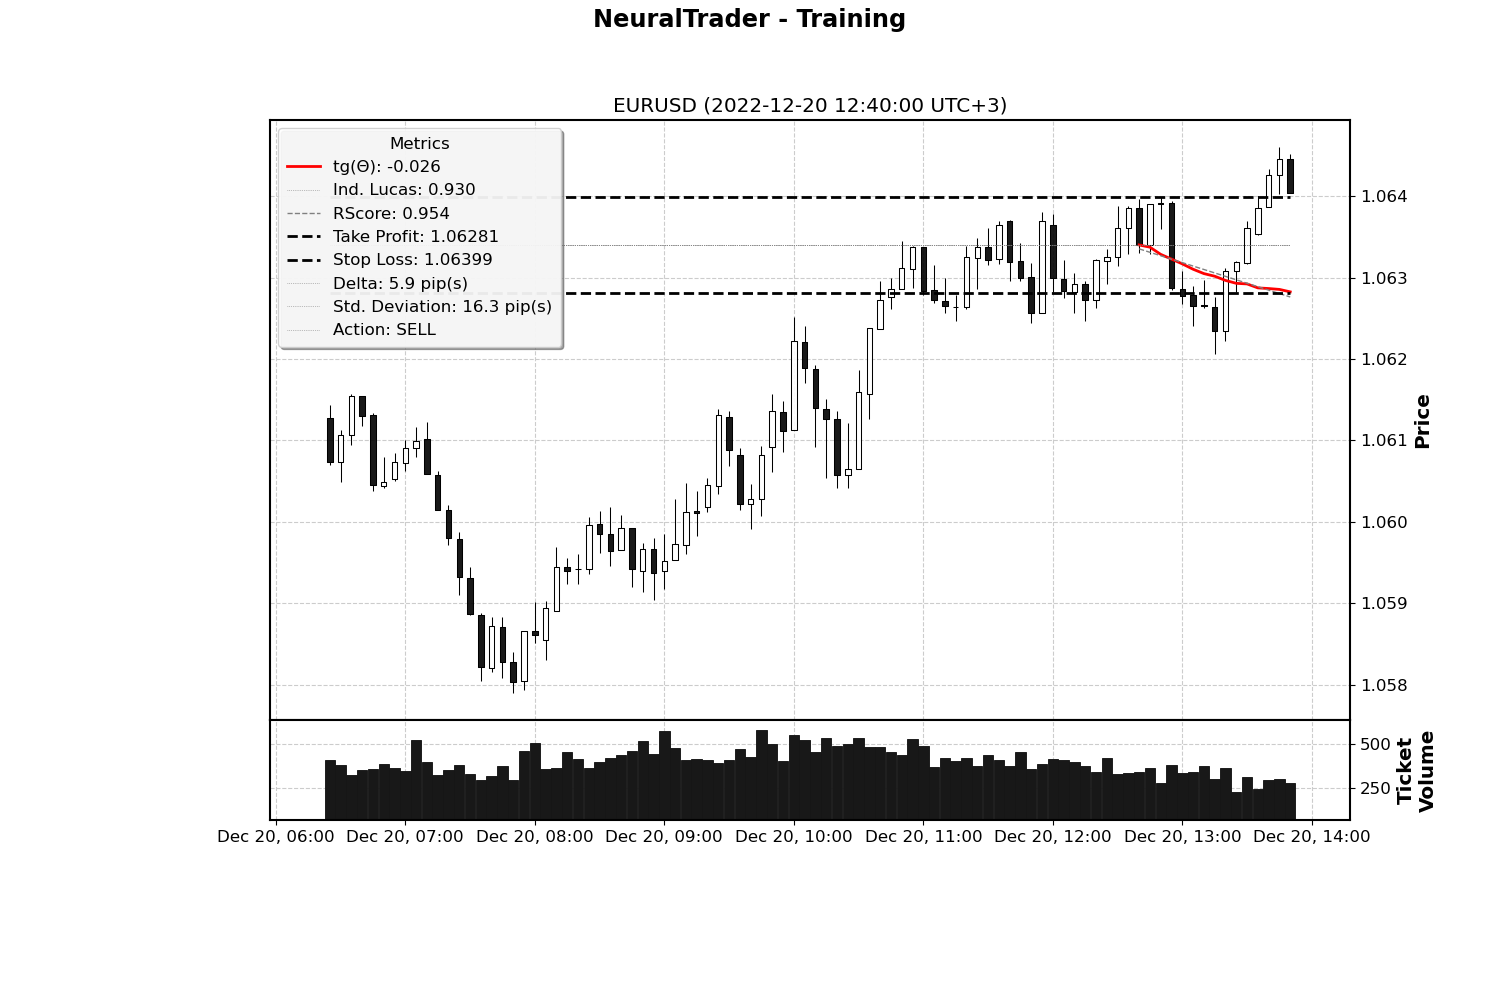 NeuralTrader - Training
EURUSD (2022-12-20 12:40:00 UTC+3)
Metrics
tg(Θ): -0.026
Ind. Lucas: 0.930
RScore: 0.954
Take Profit: 1.06281
Stop Loss: 1.06399
Delta: 5.9 pip(s)
Std. Deviation: 16.3 pip(s)
Action: SELL
1.064
1.063
1.062
1.061
1.060
1.059
1.058
Price
500
250
Ticket
Volume
Dec 20, 06:00
Dec 20, 07:00
Dec 20, 08:00
Dec 20, 09:00
Dec 20, 10:00
Dec 20, 11:00
Dec 20, 12:00
Dec 20, 13:00
Dec 20, 14:00